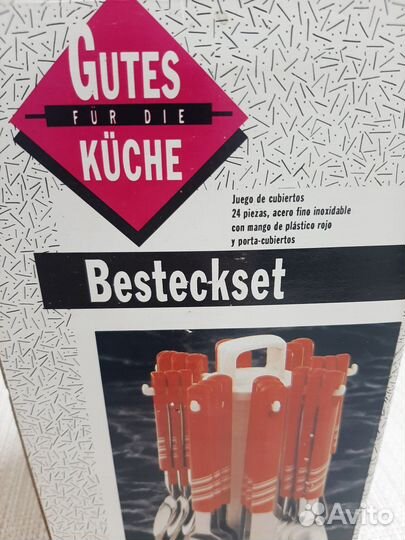 GUTES
FÜR DIE
KÜCHE
Juego de cubiertos
24 piezas, acero fino inoxidable
con mango de plástico rojo
y porta-cubiertos
Besteckset
Avito